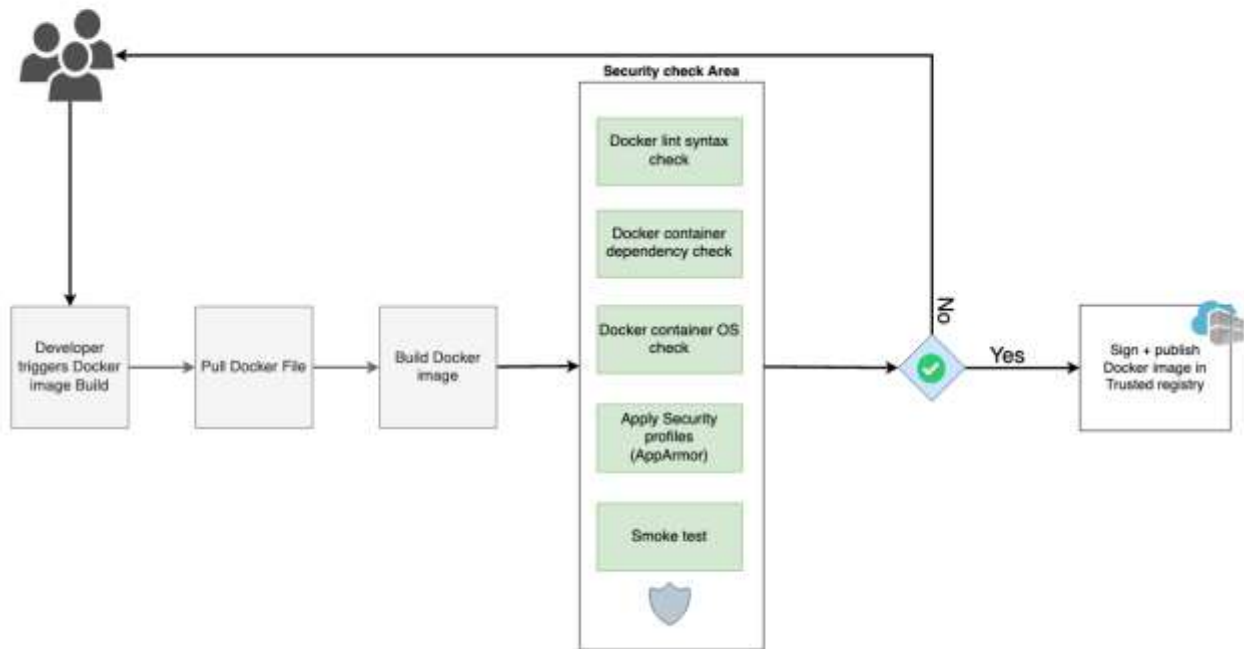 Security check Area
Docker lint syntax
check
Docker container
dependency check
Docker container OS
check
Apply Security
profiles
(AppArmor)
Smoke test
Developer
triggers Docker
image Build
Pull Docker File
Build Docker
image
No
Yes
Sign + publish
Docker image in
Trusted registry